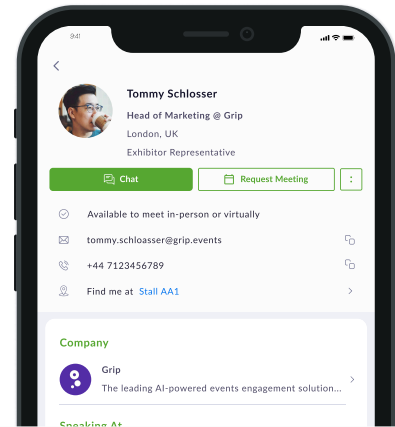 9:41
Tommy Schlosser
Head of Marketing @ Grip
London, UK
Exhibitor Representative
Chat
Request Meeting
Available to meet in-person or virtually
tommy.schloasser@grip.events
+44 7123456789
Find me at Stall AA1
Company
Grip
The leading AI-powered events engagement solution...
Speaking At